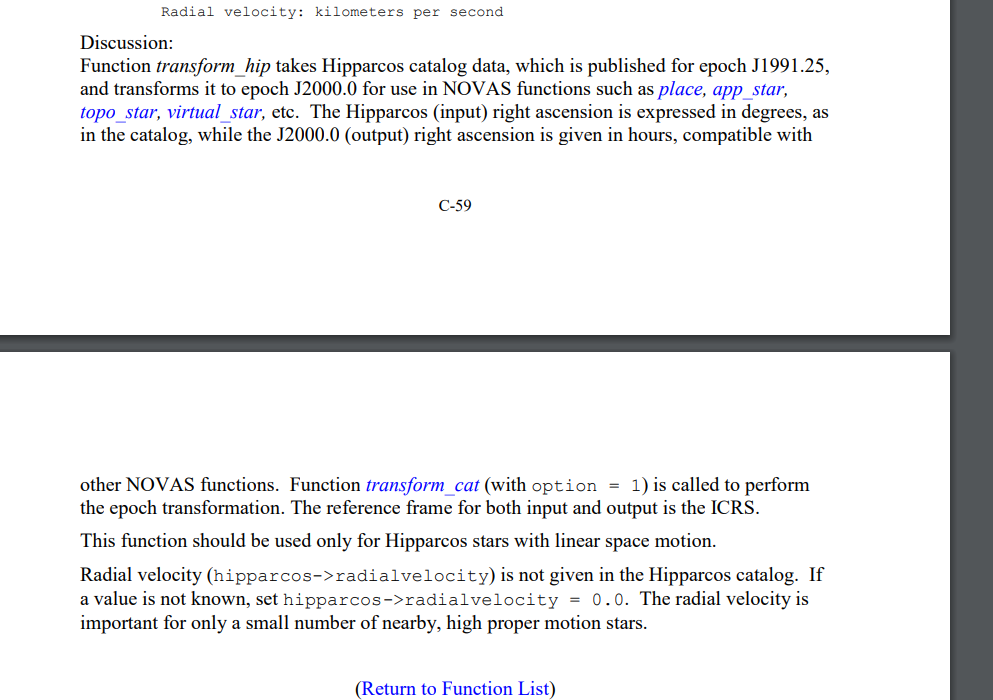 Radial velocity: kilometers per second
Discussion:
Function transform_hip takes Hipparcos catalog data, which is published for epoch J1991.25,
and transforms it to epoch J2000.0 for use in NOVAS functions such as place, app_star,
topo_star, virtual_star, etc.  The Hipparcos (input) right ascension is expressed in degrees, as
in the catalog, while the J2000.0 (output) right ascension is given in hours, compatible with
C-59
other NOVAS functions.  Function transform_cat (with option = 1) is called to perform
the epoch transformation. The reference frame for both input and output is the ICRS.
This function should be used only for Hipparcos stars with linear space motion.
Radial velocity (hipparcos->radialvelocity) is not given in the Hipparcos catalog.  If
a value is not known, set hipparcos->radialvelocity = 0.0.  The radial velocity is
important for only a small number of nearby, high proper motion stars.
(Return to Function List)